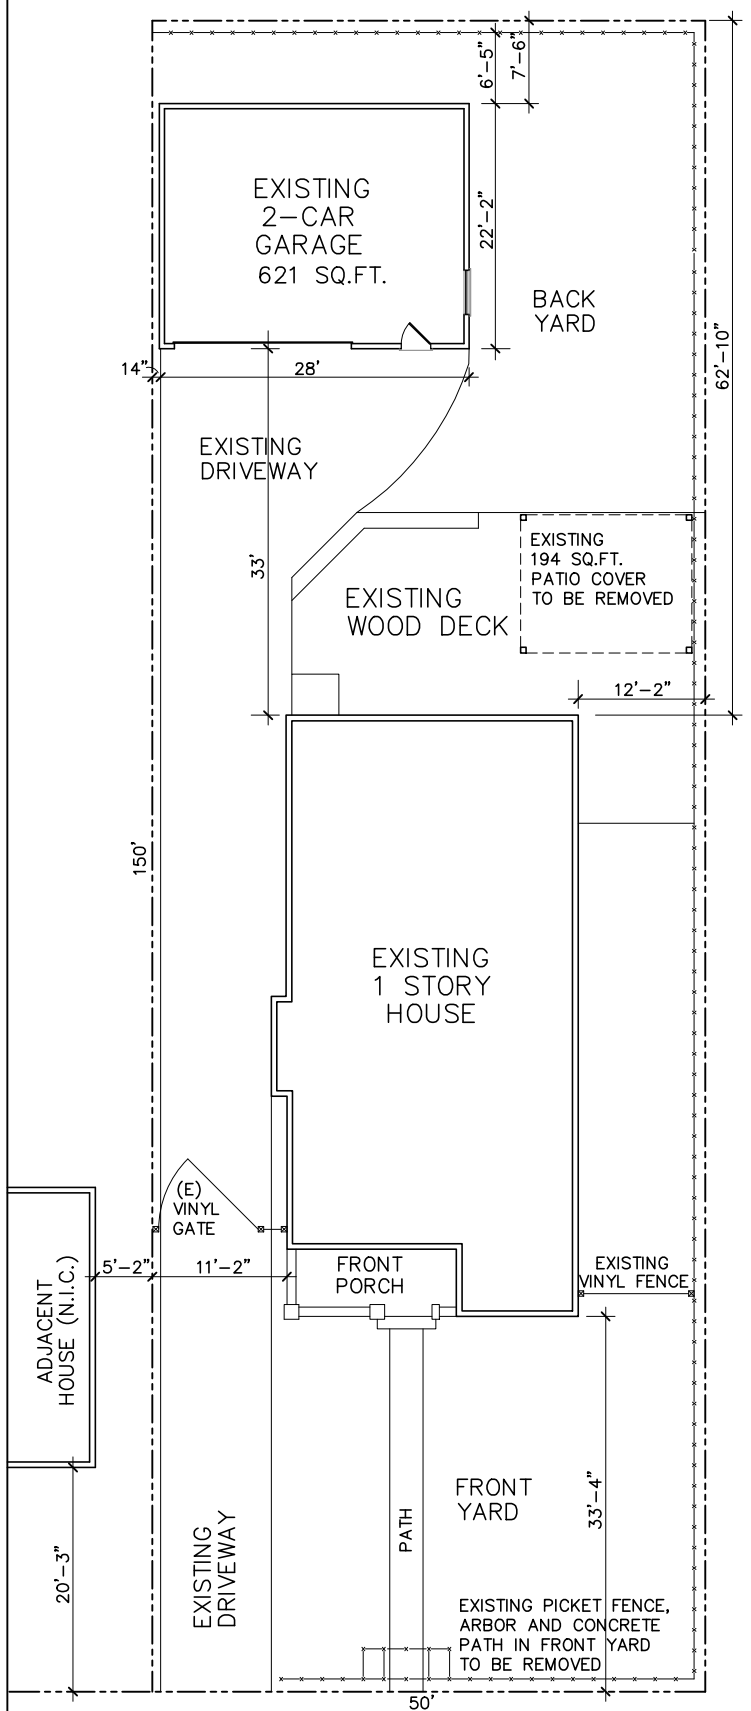 6'-5"
7'-6"
EXISTING
2-CAR
GARAGE
621 SQ.FT.
22'-2"
BACK
YARD
62'-10"
14"
28'
EXISTING
DRIVEWAY
33'
EXISTING
194 SQ.FT.
PATIO COVER
TO BE REMOVED
EXISTING
WOOD DECK
12'-2"
150'
EXISTING
1 STORY
HOUSE
(E)
VINYL
GATE
5'-2"
11'-2"
FRONT
PORCH
EXISTING
VINYL FENCE
ADJACENT
HOUSE (N.I.C.)
20'-3"
EXISTING
DRIVEWAY
PATH
FRONT
YARD
33'-4"
EXISTING PICKET FENCE,
ARBOR AND CONCRETE
PATH IN FRONT YARD
TO BE REMOVED
50'